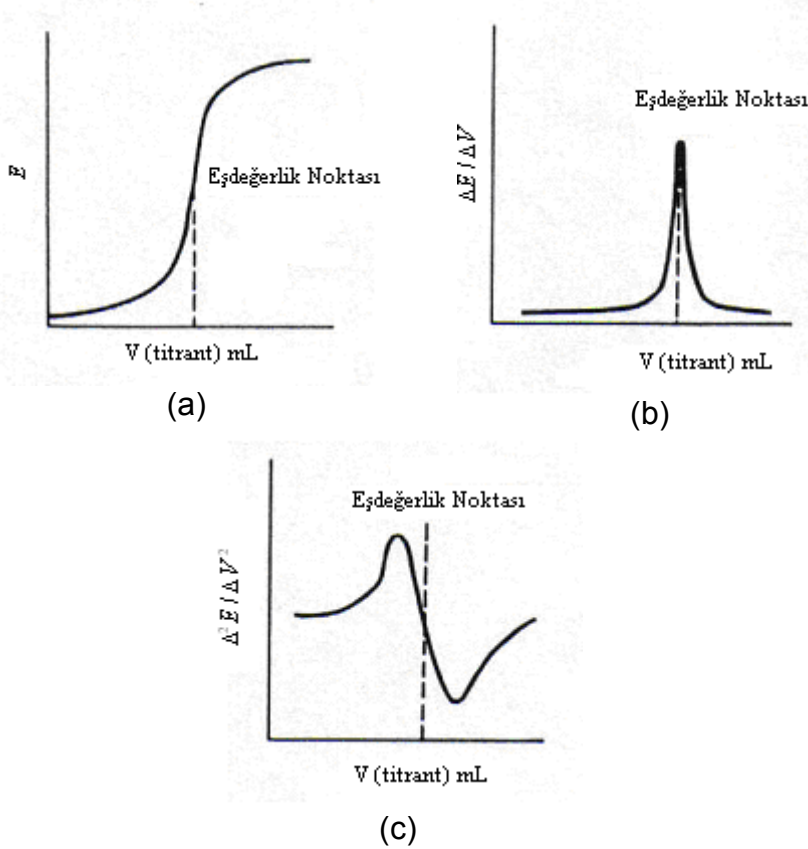 E
Eşdeğerlik Noktası
V (titrant) mL
(a)
ΔE / ΔV
Eşdeğerlik Noktası
V (titrant) mL
(b)
Δ²E / ΔV²
Eşdeğerlik Noktası
V (titrant) mL
(c)